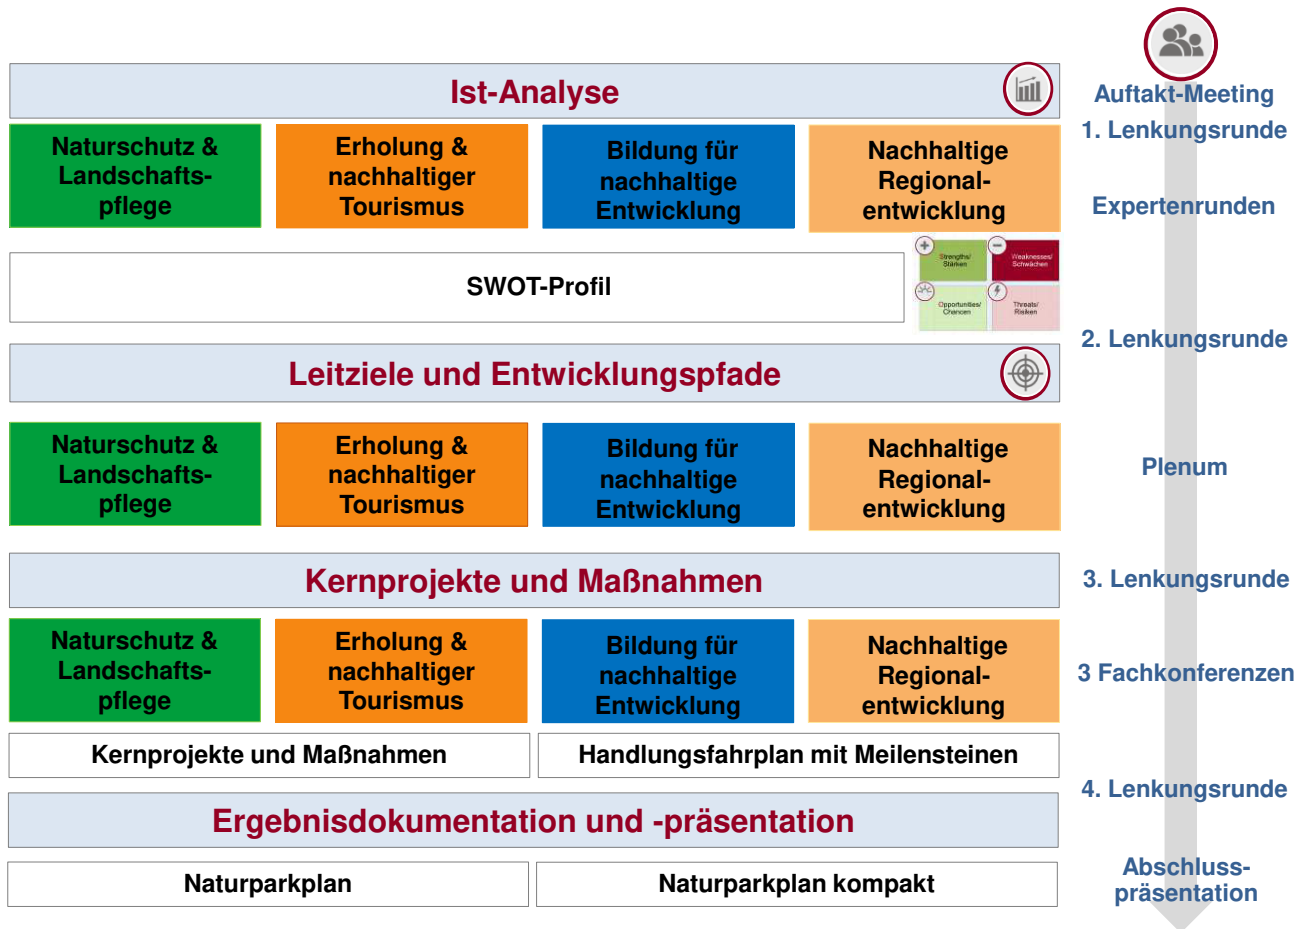 Ist-Analyse
Naturschutz &
Landschafts-
pflege
Erholung &
nachhaltiger
Tourismus
Bildung für
nachhaltige
Entwicklung
Nachhaltige
Regional-
entwicklung
SWOT-Profil
Strengths/
Stärken
Weaknesses/
Schwächen
Opportunities/
Chancen
Threats/
Risiken
Leitziele und Entwicklungspfade
Naturschutz &
Landschafts-
pflege
Erholung &
nachhaltiger
Tourismus
Bildung für
nachhaltige
Entwicklung
Nachhaltige
Regional-
entwicklung
Kernprojekte und Maßnahmen
Naturschutz &
Landschafts-
pflege
Erholung &
nachhaltiger
Tourismus
Bildung für
nachhaltige
Entwicklung
Nachhaltige
Regional-
entwicklung
Kernprojekte und Maßnahmen
Handlungsfahrplan mit Meilensteinen
Ergebnisdokumentation und -präsentation
Naturparkplan
Naturparkplan kompakt
Auftakt-Meeting
1. Lenkungsrunde
Expertenrunden
2. Lenkungsrunde
Plenum
3. Lenkungsrunde
3 Fachkonferenzen
4. Lenkungsrunde
Abschluss-
präsentation